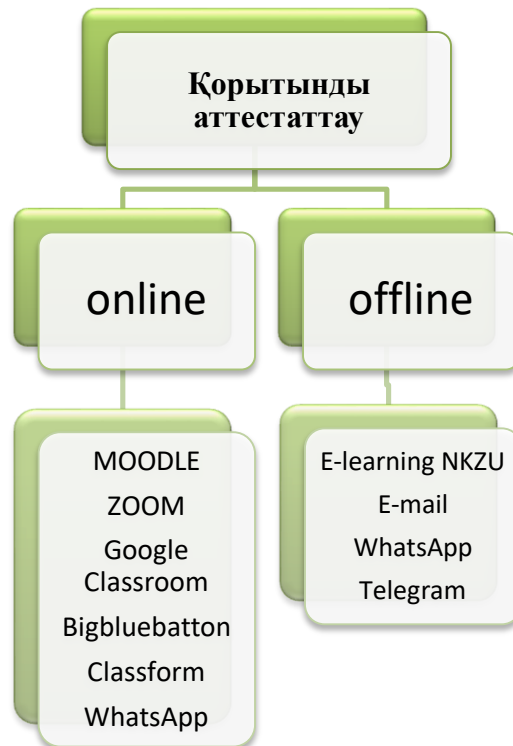 Қорытынды
аттестаттау
online
offline
MOODLE
ZOOM
Google
Classroom
Bigbluebatton
Classform
WhatsApp
E-learning NKZU
E-mail
WhatsApp
Telegram